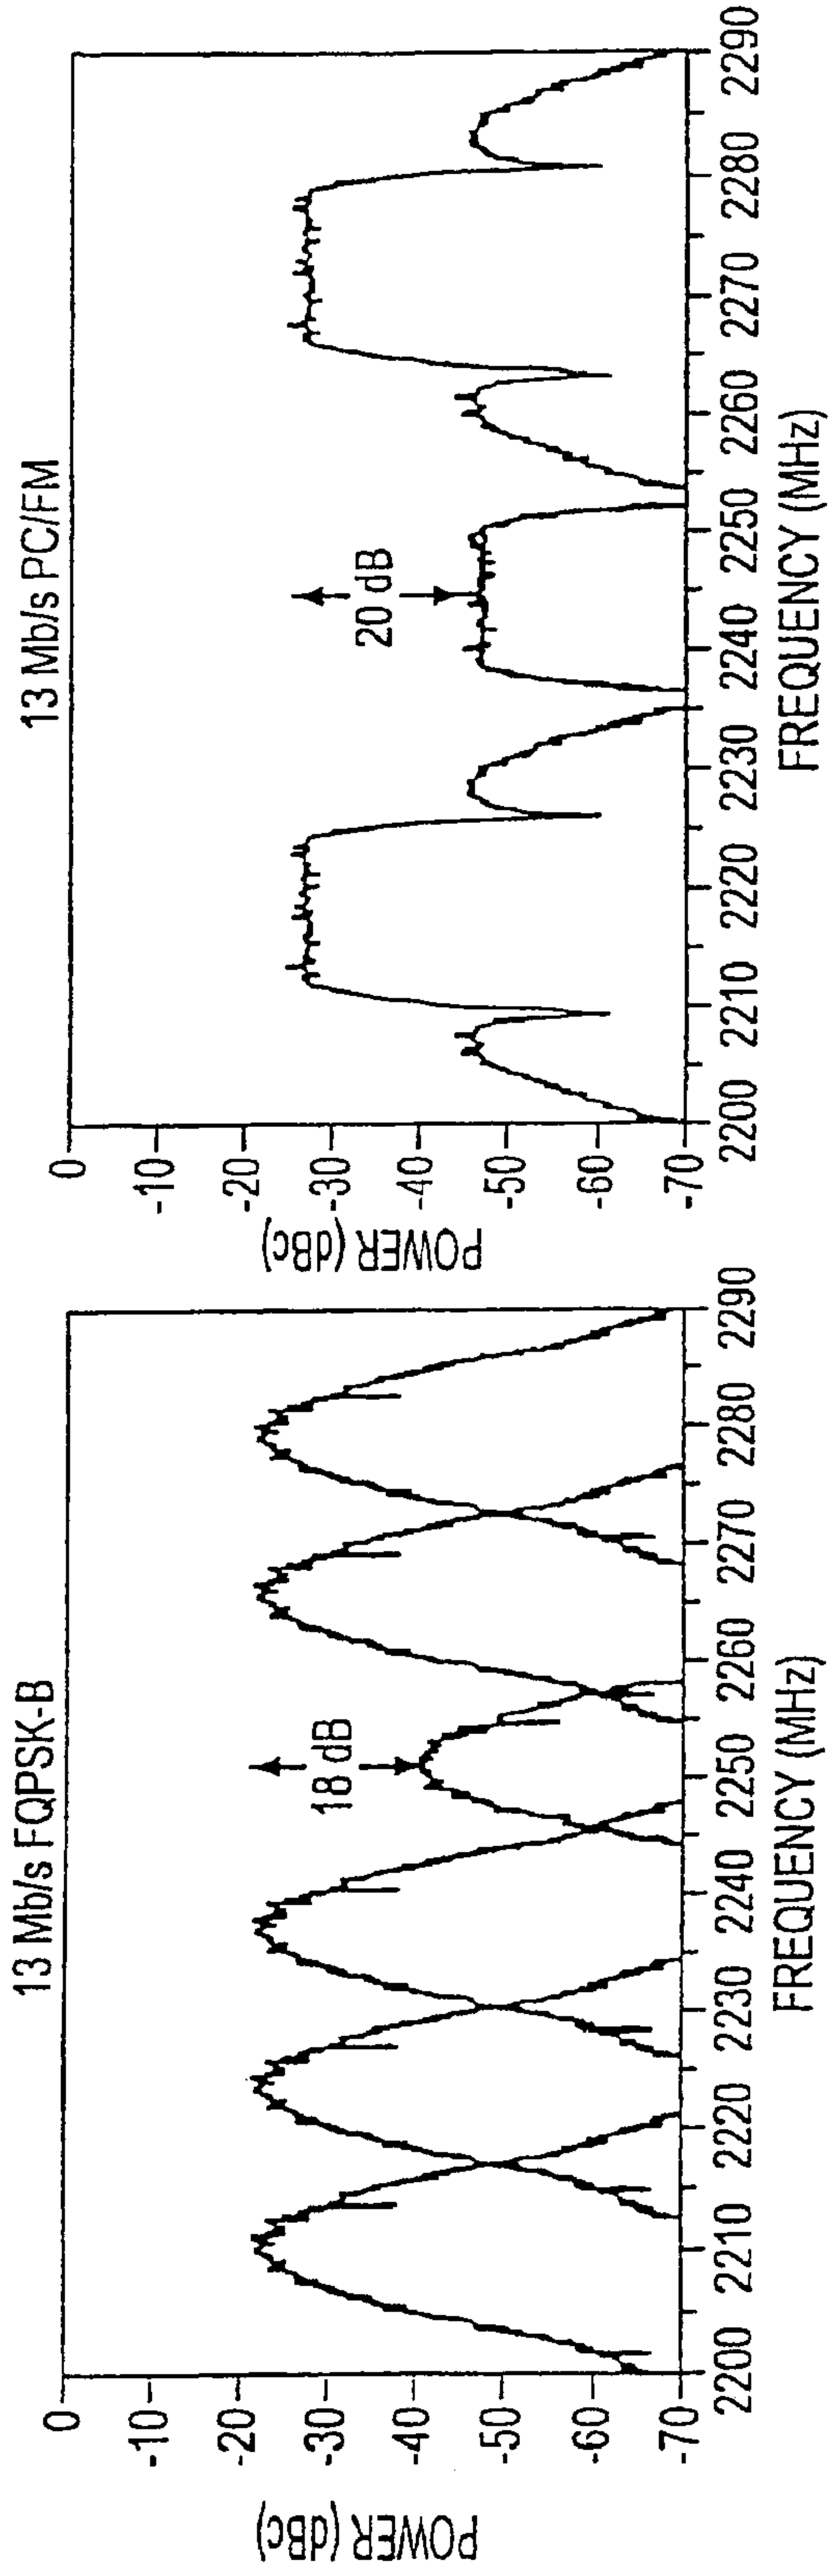 13 Mb/s FQPSK-B
POWER (dBc)
0
-10
-20
-30
-40
-50
-60
-70
18 dB
2200 2210 2220 2230 2240 2250 2260 2270 2280 2290
FREQUENCY (MHz)
13 Mb/s PC/FM
POWER (dBc)
0
-10
-20
-30
-40
-50
-60
-70
20 dB
2200 2210 2220 2230 2240 2250 2260 2270 2280 2290
FREQUENCY (MHz)